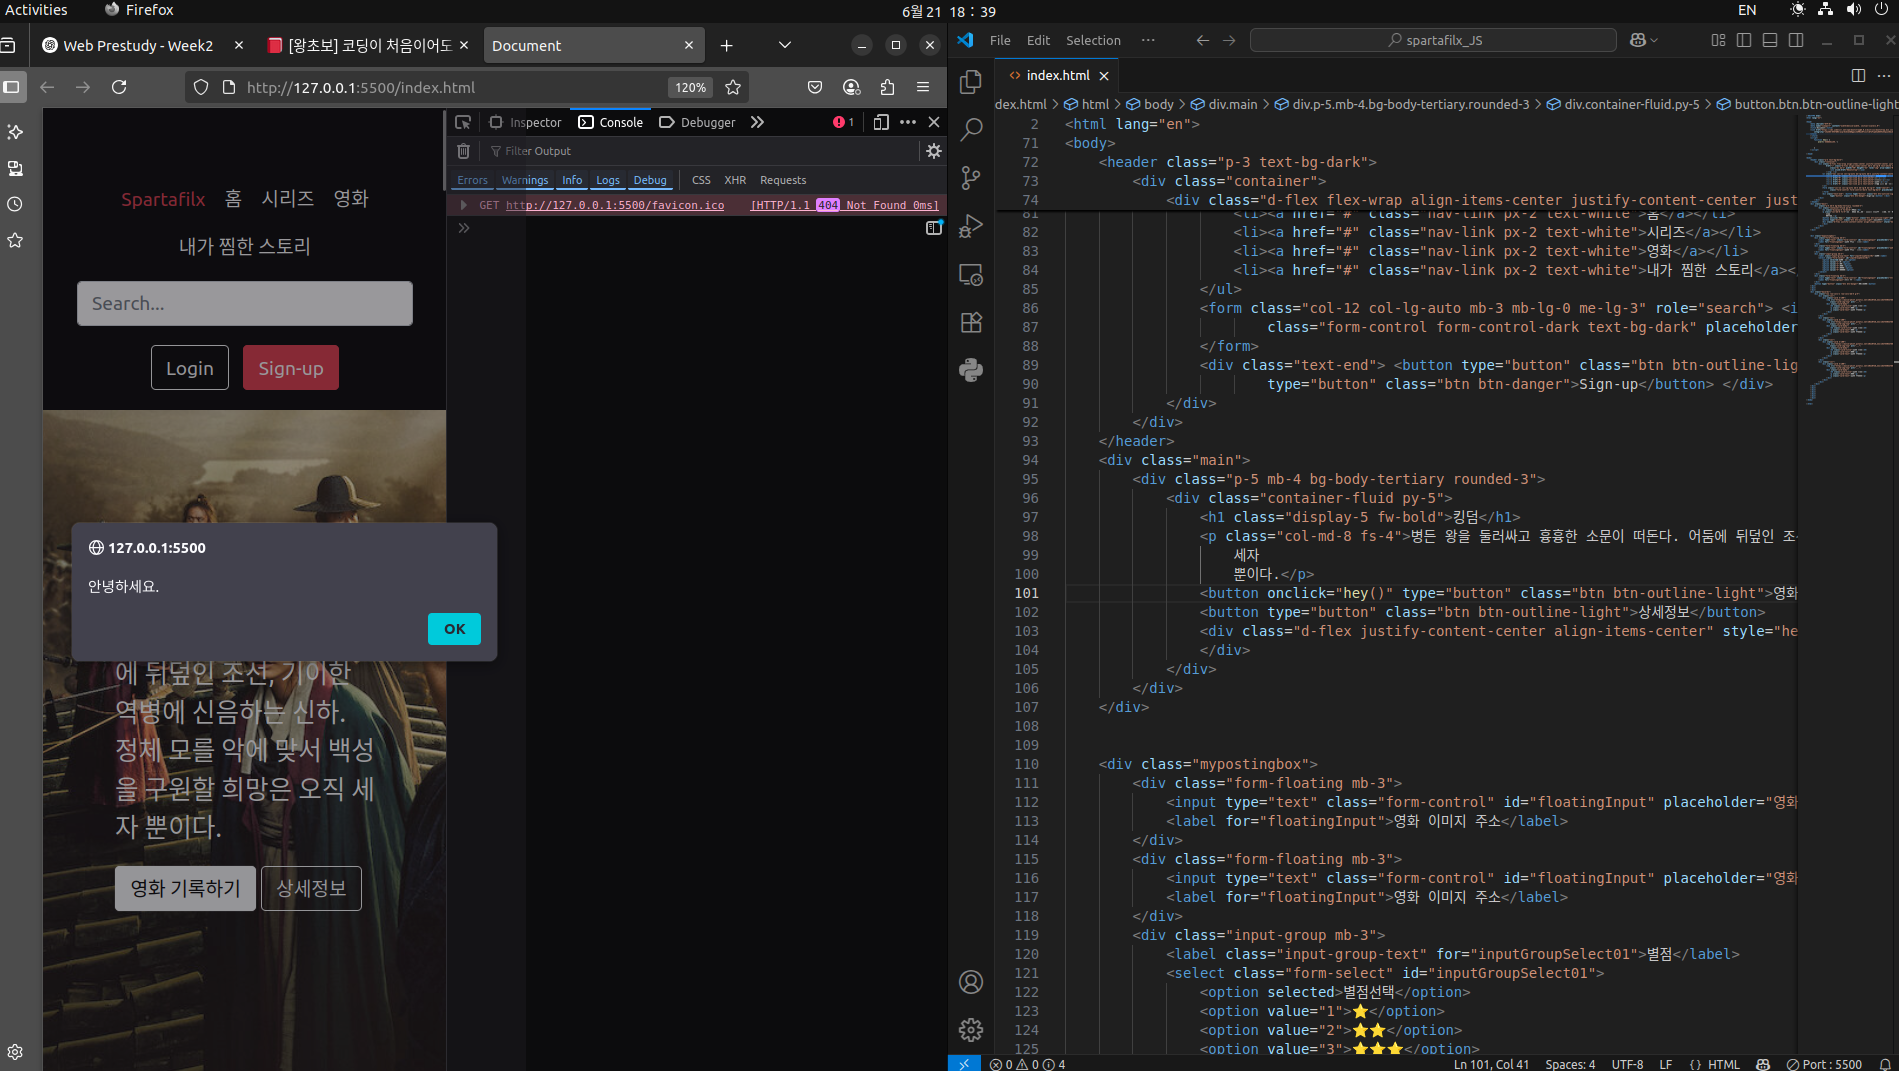 Activities
Firefox
6월 21 18 : 39
EN
Web Prestudy - Week2
[왕초보] 코딩이 처음이어도
Document
http://127.0.0.1:5500/index.html
120%
Spartafilx 홈 시리즈 영화
내가 찜한 스토리
Search...
Login
Sign-up
127.0.0.1:5500
안녕하세요.
OK
에 뒤덮인 조선, 기이한
역병에 신음하는 신하.
정체 모를 악에 맞서 백성
을 구원할 희망은 오직 세
자 뿐이다.
영화 기록하기
상세정보
Inspector
Console
Debugger
1
Filter Output
Errors Warnings Info Logs Debug CSS XHR Requests
GET http://127.0.0.1:5500/favicon.ico [HTTP/1.1 404 Not Found 0ms]
File Edit Selection ···
spartafilx_JS
index.html
dex.html > html > body > div.main > div.p-5.mb-4.bg-body-tertiary.rounded-3 > div.container-fluid.py-5 > button.btn.btn-outline-light
2 <html lang="en">
71 <body>
72 <header class="p-3 text-bg-dark">
73 <div class="container">
74 <div class="d-flex flex-wrap align-items-center justify-content-center just
81 <li><a href="#" class="nav-link px-2 text-white">홈</a></li>
82 <li><a href="#" class="nav-link px-2 text-white">시리즈</a></li>
83 <li><a href="#" class="nav-link px-2 text-white">영화</a></li>
84 <li><a href="#" class="nav-link px-2 text-white">내가 찜한 스토리</a><
85 </ul>
86 <form class="col-12 col-lg-auto mb-3 mb-lg-0 me-lg-3" role="search"> <i
87 class="form-control form-control-dark text-bg-dark" placeholder
88 </form>
89 <div class="text-end"> <button type="button" class="btn btn-outline-lig
90 type="button" class="btn btn-danger">Sign-up</button> </div>
91 </div>
92 </div>
93 </header>
94 <div class="main">
95 <div class="p-5 mb-4 bg-body-tertiary rounded-3">
96 <div class="container-fluid py-5">
97 <h1 class="display-5 fw-bold">킹덤</h1>
98 <p class="col-md-8 fs-4">병든 왕을 둘러싸고 흉흉한 소문이 떠돈다. 어둠에 뒤덮인 조
99 세자
100 뿐이다.</p>
101 <button onclick="hey()" type="button" class="btn btn-outline-light">영화
102 <button type="button" class="btn btn-outline-light">상세정보</button>
103 <div class="d-flex justify-content-center align-items-center" style="he
104 </div>
105 </div>
106 </div>
107 </div>
108
109
110 <div class="mypostingbox">
111 <div class="form-floating mb-3">
112 <input type="text" class="form-control" id="floatingInput" placeholder="영화
113 <label for="floatingInput">영화 이미지 주소</label>
114 </div>
115 <div class="form-floating mb-3">
116 <input type="text" class="form-control" id="floatingInput" placeholder="영화
117 <label for="floatingInput">영화 이미지 주소</label>
118 </div>
119 <div class="input-group mb-3">
120 <label class="input-group-text" for="inputGroupSelect01">별점</label>
121 <select class="form-select" id="inputGroupSelect01">
122 <option selected>별점선택</option>
123 <option value="1">⭐</option>
124 <option value="2">⭐⭐</option>
125 <option value="3">⭐⭐⭐</option>
0 0 4
Ln 101, Col 41 Spaces: 4 UTF-8 LF {} HTML Port : 5500